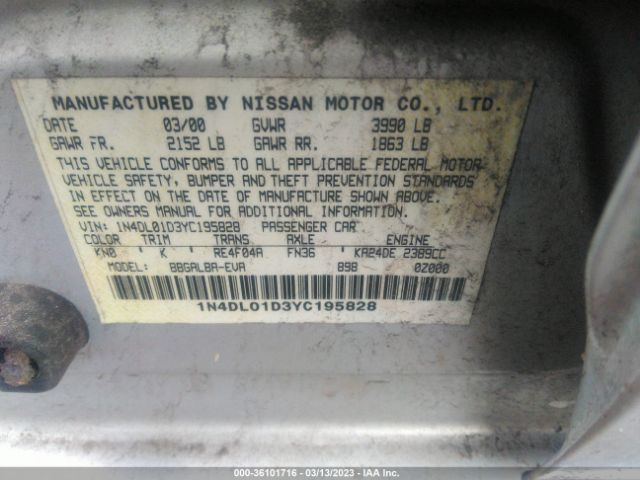 MANUFACTURED BY NISSAN MOTOR CO., LTD.
DATE 03/00 GVWR 3990 LB
GAWR FR. 2152 LB GAWR RR. 1863 LB
THIS VEHICLE CONFORMS TO ALL APPLICABLE FEDERAL MOTOR
VEHICLE SAFETY, BUMPER AND THEFT PREVENTION STANDARDS
IN EFFECT ON THE DATE OF MANUFACTURE SHOWN ABOVE.
SEE OWNERS MANUAL FOR ADDITIONAL INFORMATION.
VIN: 1N4DL01D3YC195828 PASSENGER CAR
COLOR TRIM TRANS AXLE ENGINE
KN0 K RE4F04A FN36 KA24DE 2389CC
MODEL: BBGALBA-EVA 898 0Z000
1N4DL01D3YC195828
000-36101716 - 03/13/2023 - IAA Inc.